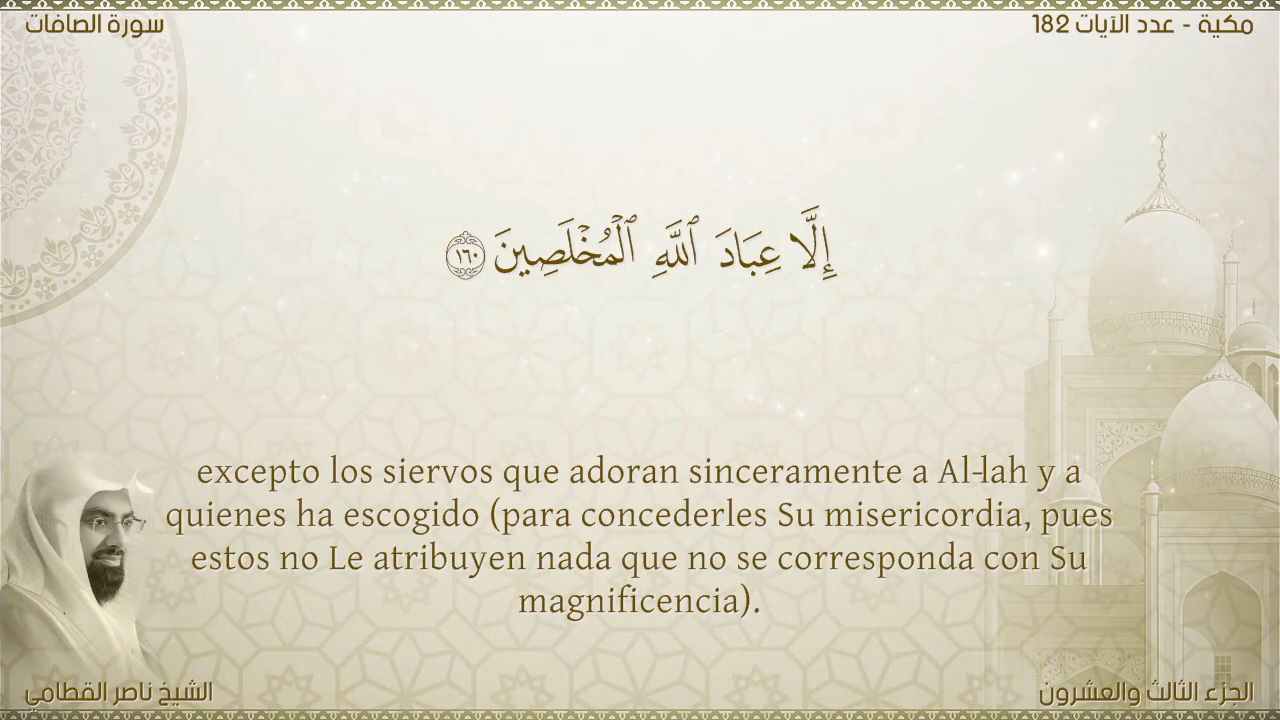 سورة الصافات
مكية - عدد الآيات 182
إِلَّا عِبَادَ ٱللَّهِ ٱلْمُخْلَصِينَ ١٦٠
excepto los siervos que adoran sinceramente a Al-lah y a
quienes ha escogido (para concederles Su misericordia, pues
estos no Le atribuyen nada que no se corresponda con Su
magnificencia).
الشيخ ناصر القطامي
الجزء الثالث والعشرون